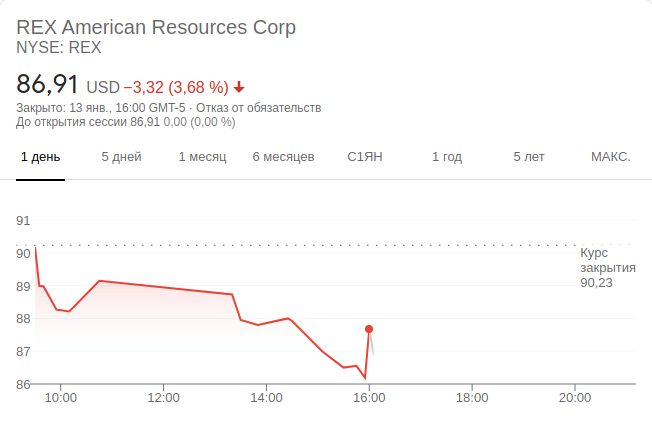 REX American Resources Corp
NYSE: REX
86,91 USD −3,32 (3,68 %)
Закрыто: 13 янв., 16:00 GMT-5 · Отказ от обязательств
До открытия сессии 86,91 0,00 (0,00 %)
1 день 5 дней 1 месяц 6 месяцев С1ЯН 1 год 5 лет МАКС.
91
90
89
88
87
86
Курс
закрытия
90,23
10:00 12:00 14:00 16:00 18:00 20:00